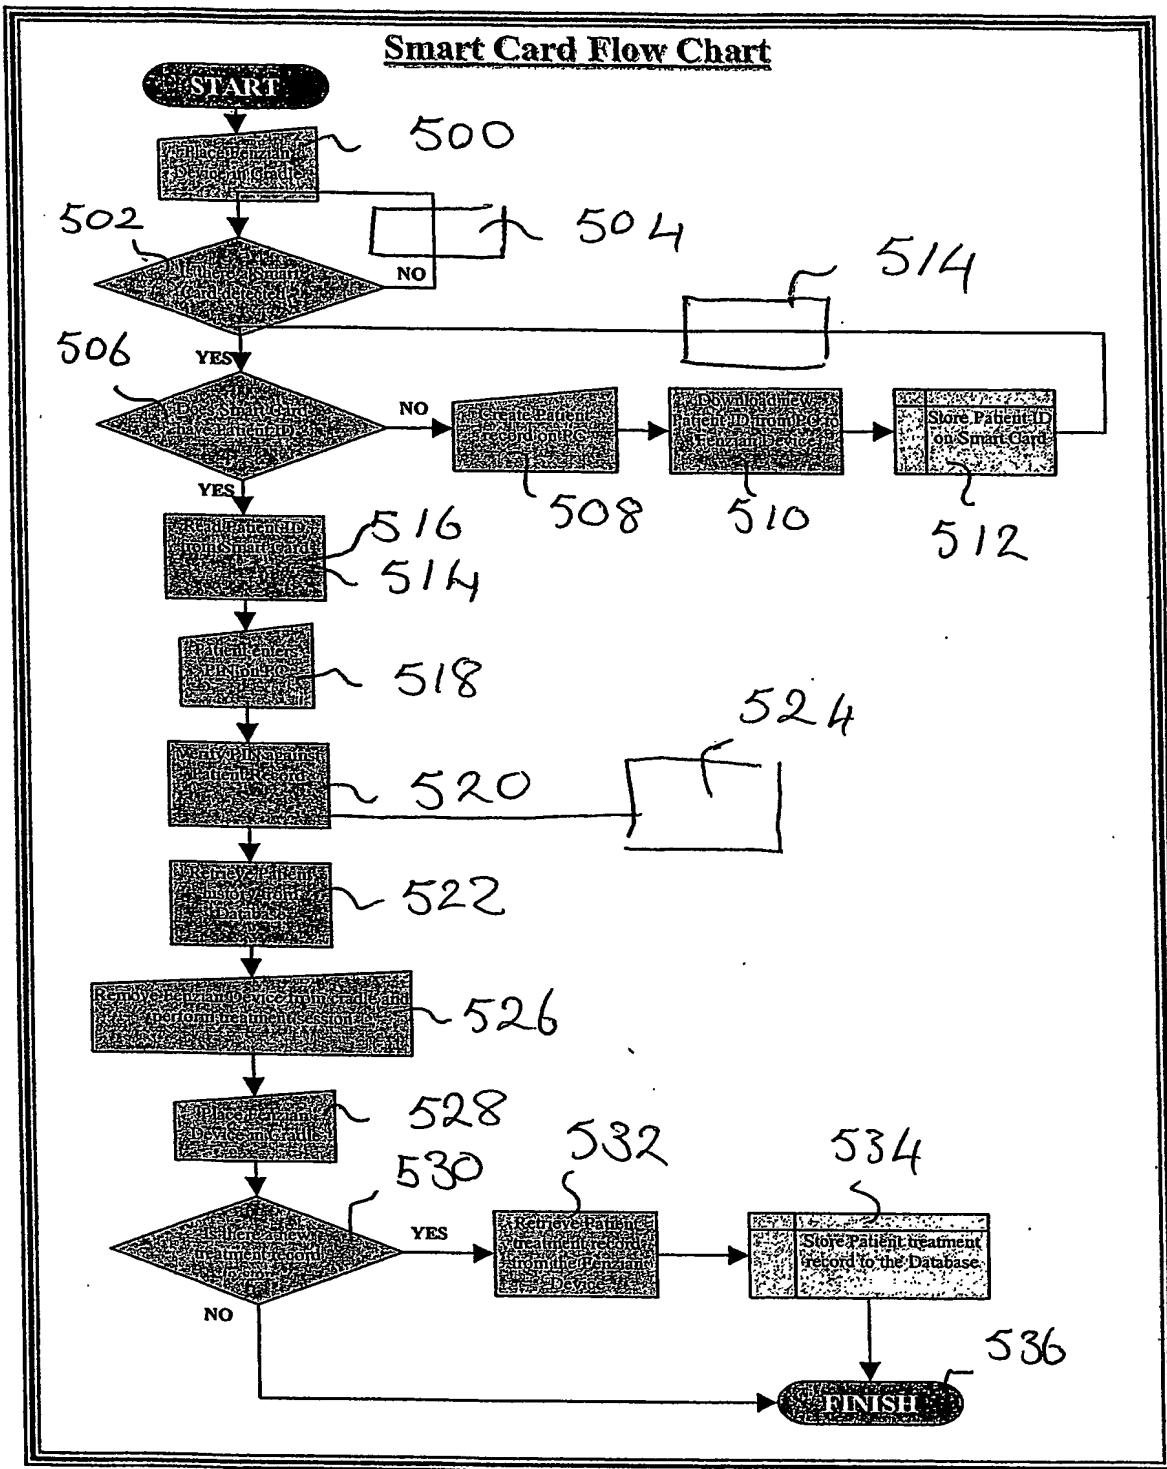 Smart Card Flow Chart
START
500
Place Fenzian
Device in Cradle
502
504
Is there a Smart
Card detected
NO
514
506
YES
Does Smart Card
have Patient ID
NO
Create Patient
record on PC
Download new
Patient ID from PC to
Fenzian Device
Store Patient ID
on Smart Card
508
510
512
YES
Read Patient ID
from Smart Card
516
514
Patient enters
PIN on PC
518
524
Verify PIN against
Patient Record
520
Retrieve Patient
history from
Database
522
Remove Fenzian Device from cradle and
perform treatment session
526
Place Fenzian
Device in Cradle
528
530
532
534
Is there a new
treatment record
YES
Retrieve Patient
treatment record
from the Fenzian
Device
Store Patient treatment
record to the Database
NO
536
FINISH